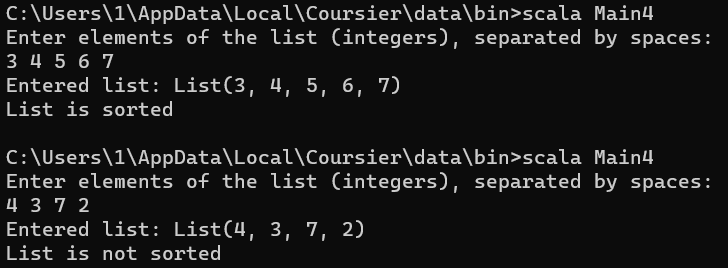 C:\Users\1\AppData\Local\Coursier\data\bin>scala Main4
Enter elements of the list (integers), separated by spaces:
3 4 5 6 7
Entered list: List(3, 4, 5, 6, 7)
List is sorted
C:\Users\1\AppData\Local\Coursier\data\bin>scala Main4
Enter elements of the list (integers), separated by spaces:
4 3 7 2
Entered list: List(4, 3, 7, 2)
List is not sorted